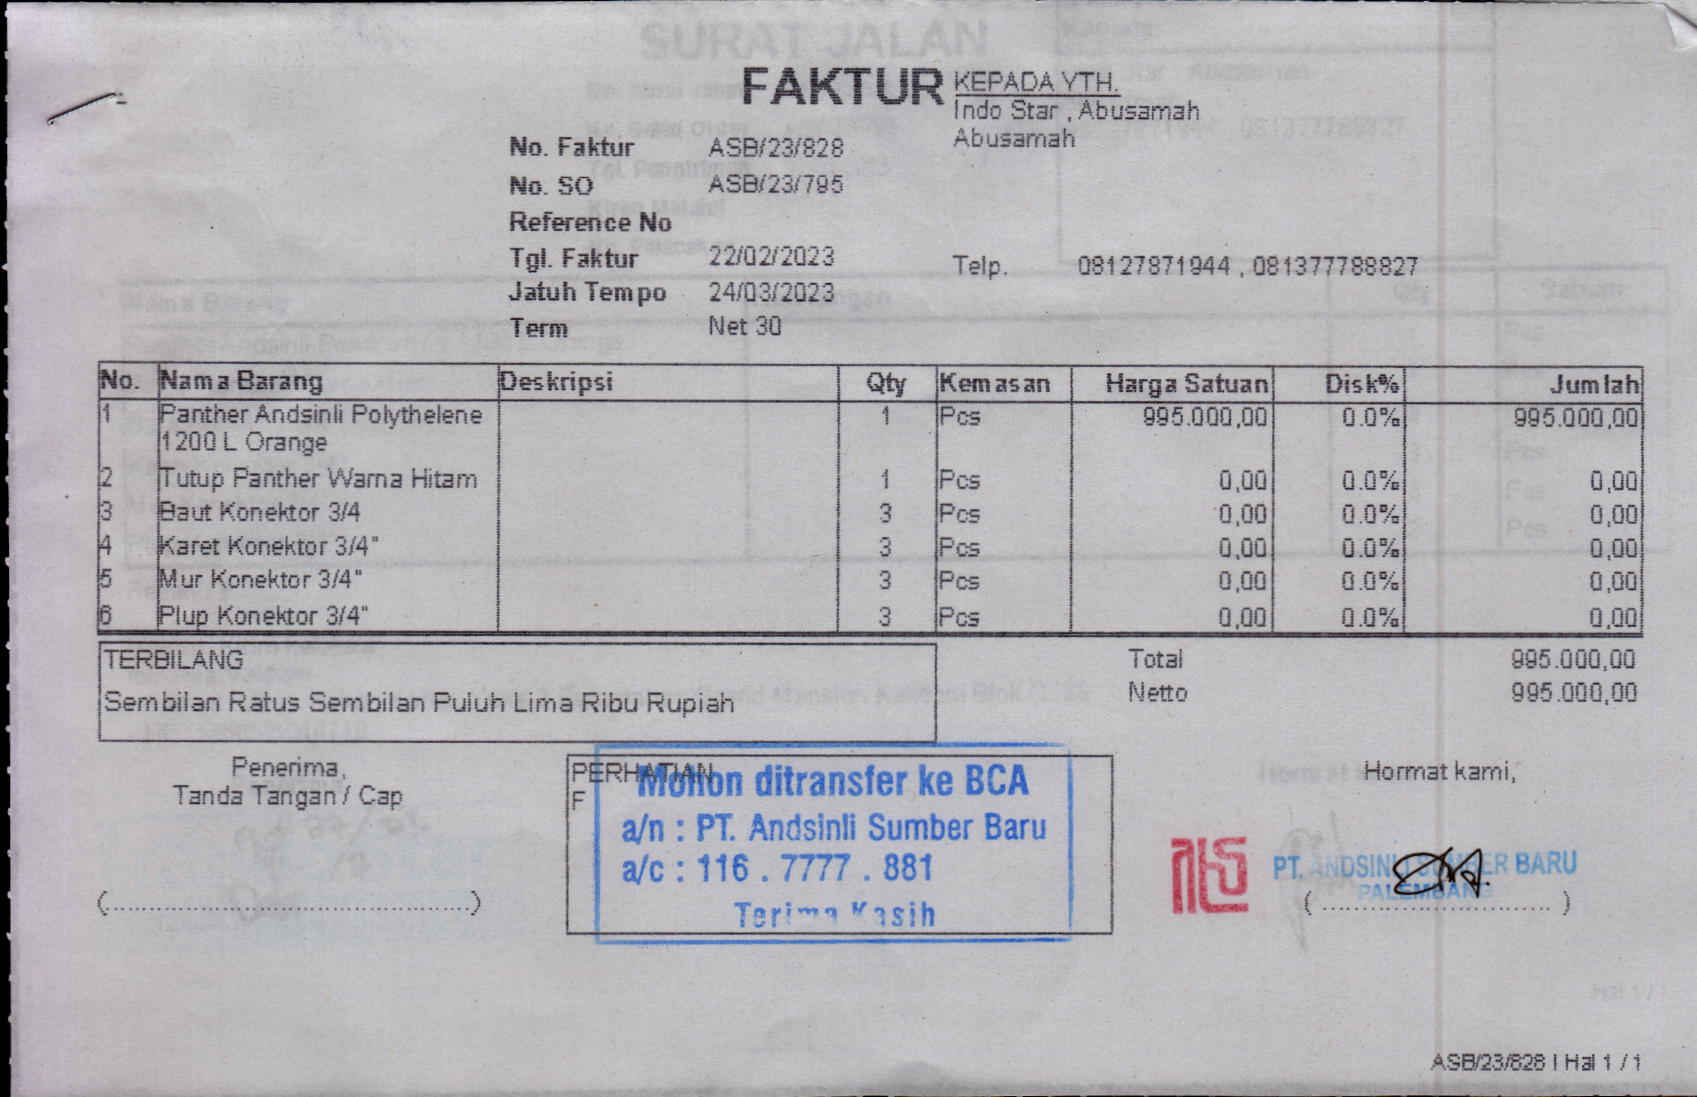 FAKTUR
KEPADA YTH.
Indo Star , Abusamah
Abusamah
No. Faktur ASB/23/828
No. SO ASB/23/795
Reference No
Tgl. Faktur 22/02/2023
Jatuh Tempo 24/03/2023
Term Net 30
Telp. 08127871944 , 081377788827
No. Nama Barang Deskripsi Qty Kemasan Harga Satuan Disk% Jumlah
1 Panther Andsinli Polythelene 1 Pcs 995.000,00 0.0% 995.000,00
1200 L Orange
2 Tutup Panther Warna Hitam 1 Pcs 0,00 0.0% 0,00
3 Baut Konektor 3/4 3 Pcs 0,00 0.0% 0,00
4 Karet Konektor 3/4" 3 Pcs 0,00 0.0% 0,00
5 Mur Konektor 3/4" 3 Pcs 0,00 0.0% 0,00
6 Plup Konektor 3/4" 3 Pcs 0,00 0.0% 0,00
TERBILANG
Sembilan Ratus Sembilan Puluh Lima Ribu Rupiah
Total 995.000,00
Netto 995.000,00
Penerima,
Tanda Tangan / Cap
(...............................................)
PERHATIAN
F
Mohon ditransfer ke BCA
a/n : PT. Andsinli Sumber Baru
a/c : 116 . 7777 . 881
Terima Kasih
Hormat kami,
PT. ANDSINLI SUMBER BARU
PALEMBANG
( ............................. )
ASB/23/828 | Hal 1 / 1